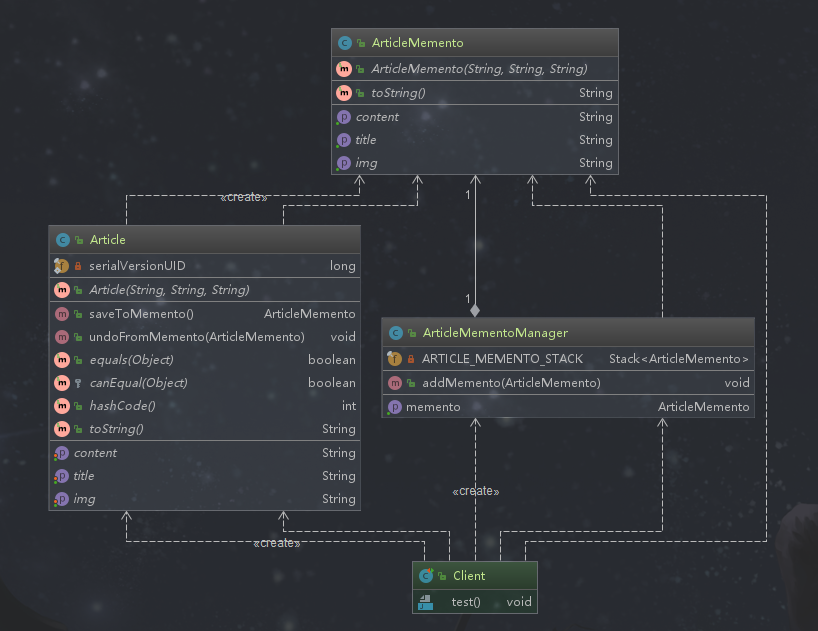 ArticleMemento
ArticleMemento(String, String, String)
toString() String
content String
title String
img String
«create»
1
Article
serialVersionUID long
Article(String, String, String)
saveToMemento() ArticleMemento
undoFromMemento(ArticleMemento) void
equals(Object) boolean
canEqual(Object) boolean
hashCode() int
toString() String
content String
title String
img String
1
ArticleMementoManager
ARTICLE_MEMENTO_STACK Stack<ArticleMemento>
addMemento(ArticleMemento) void
memento ArticleMemento
«create»
«create»
Client
test() void